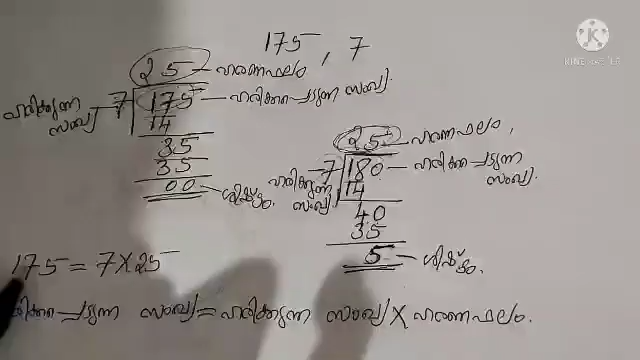 175, 7
25 ഹരണഫലം
ഹരിക്കുന്ന സംഖ്യ 7 175 ഹരിക്കപ്പെടുന്ന സംഖ്യ.
14
35
35
00 ശിഷ്ടം.
25 ഹരണഫലം,
ഹരിക്കുന്ന സംഖ്യ 7 180 ഹരിക്കപ്പെടുന്ന സംഖ്യ.
14
40
35
5 ശിഷ്ടം.
175 = 7 × 25
ഹരിക്കപ്പെടുന്ന സംഖ്യ = ഹരിക്കുന്ന സംഖ്യ × ഹരണഫലം.